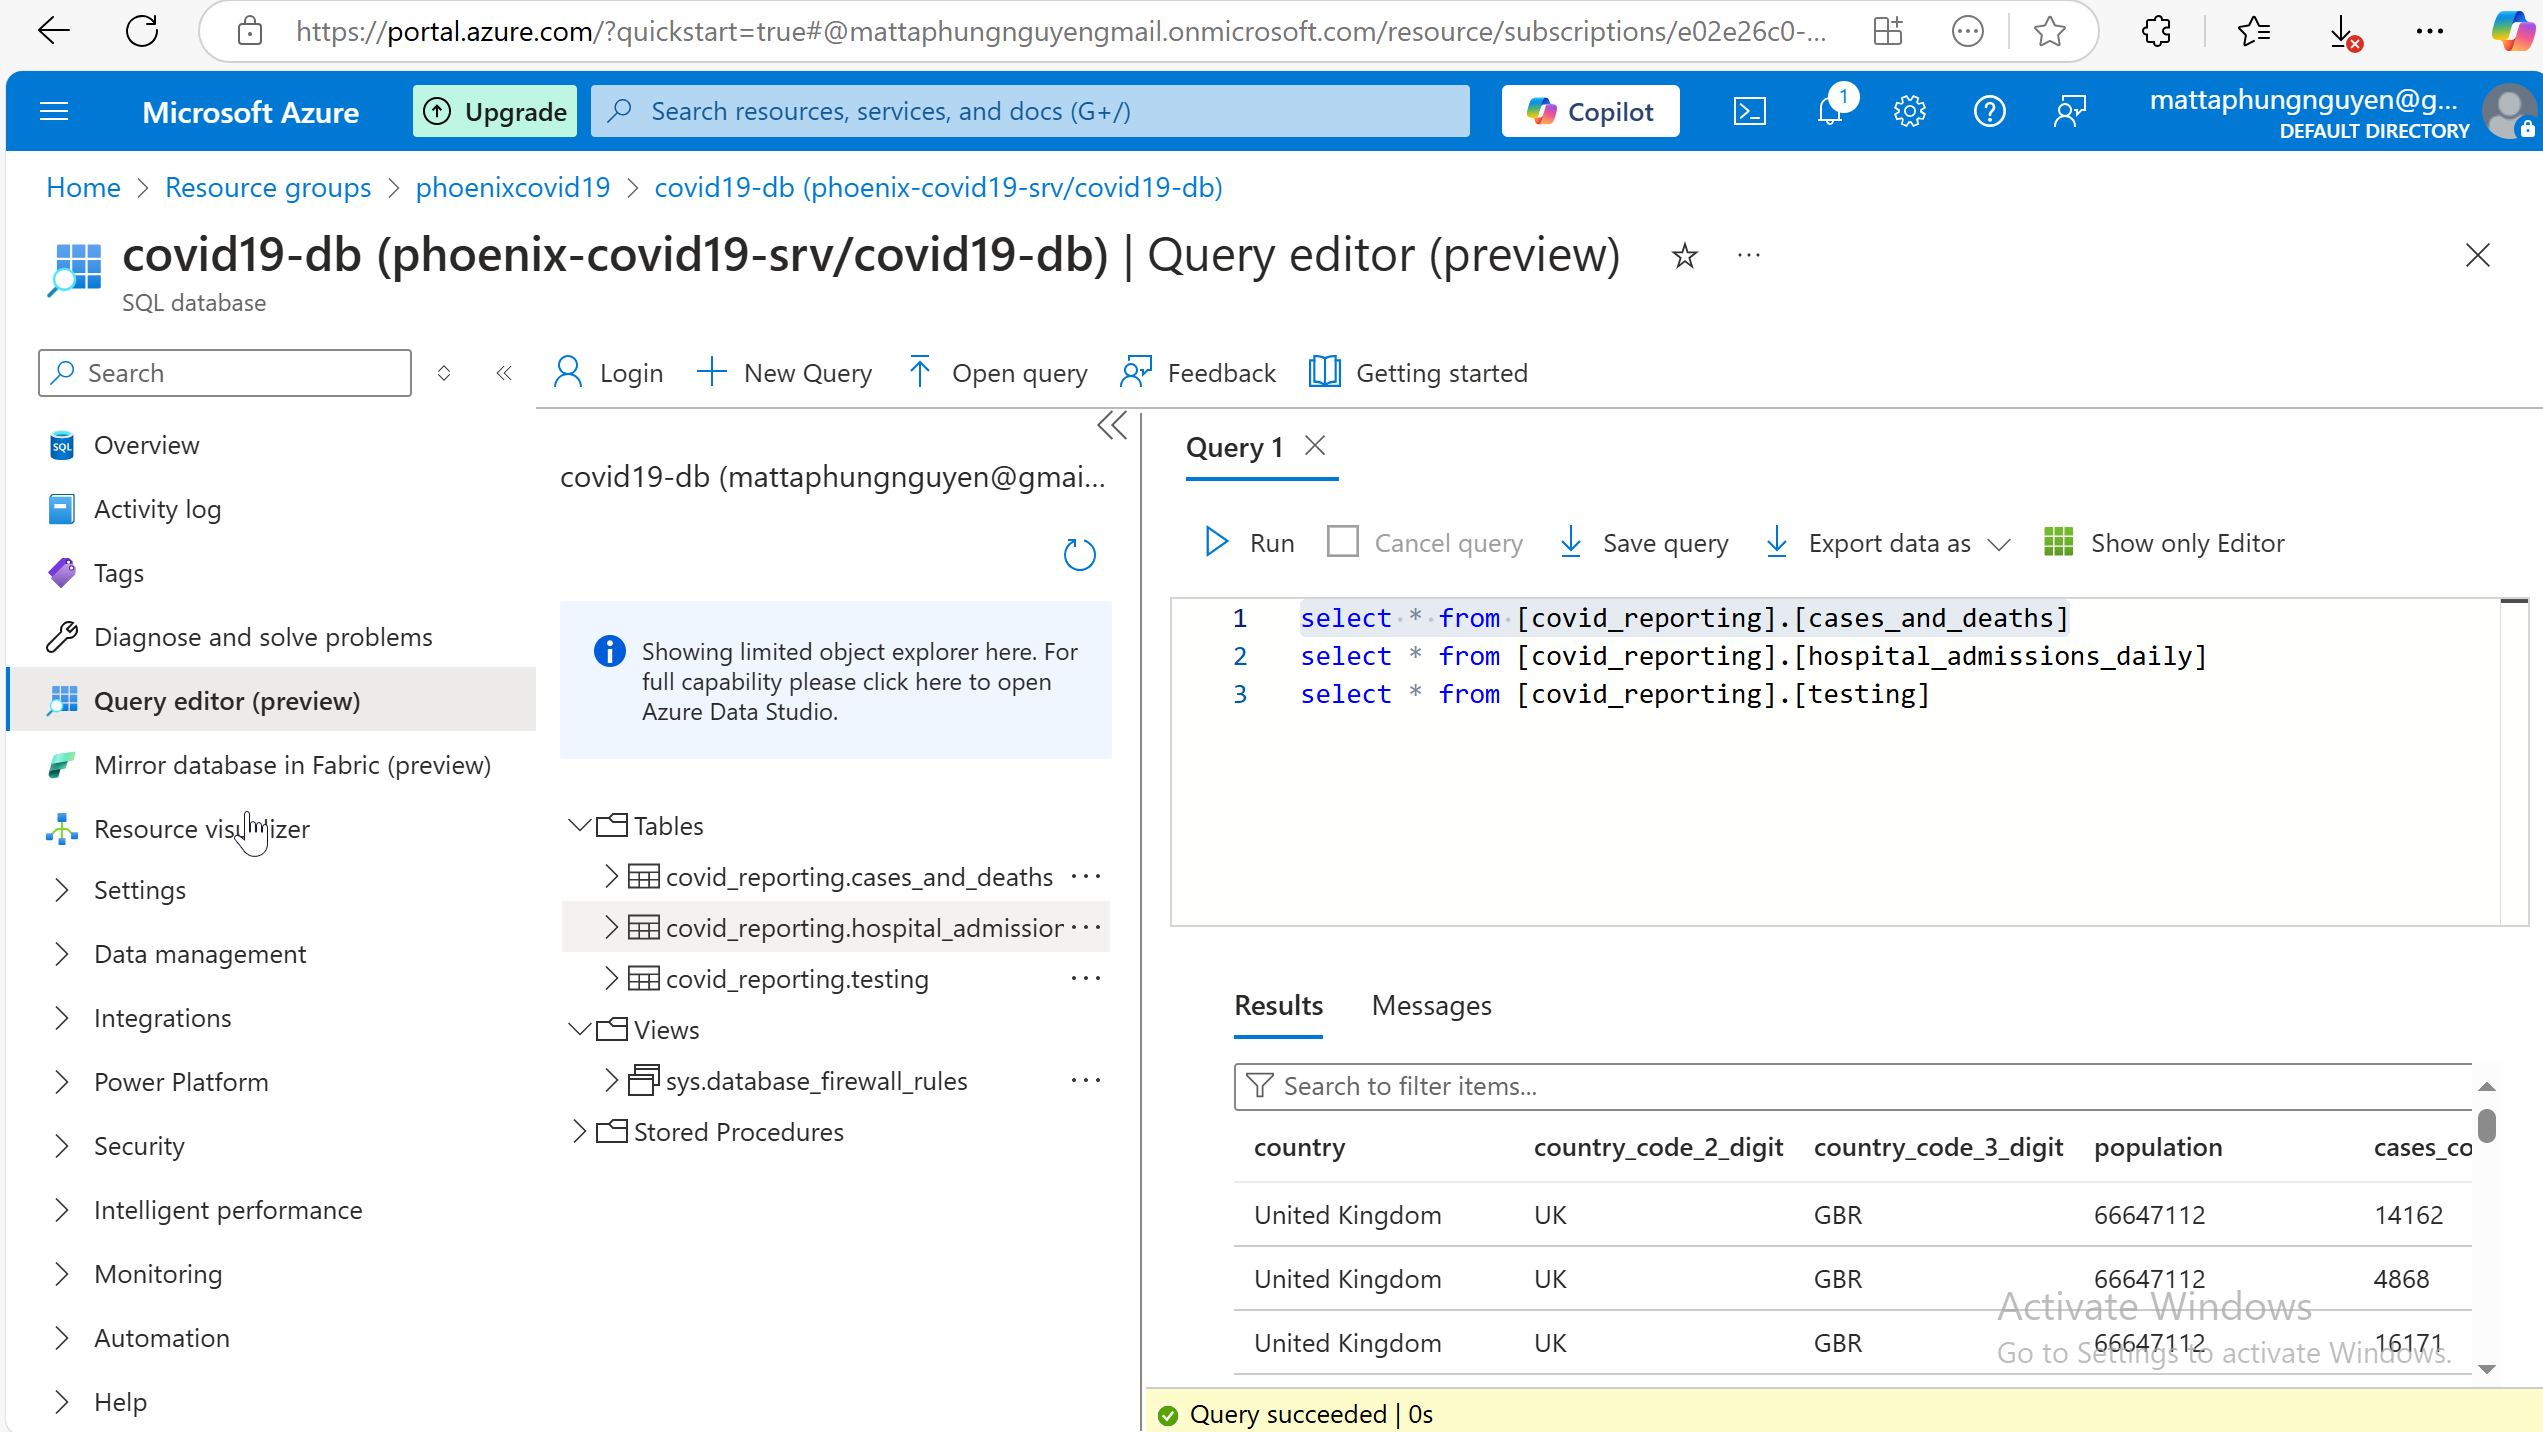 https://portal.azure.com/?quickstart=true#@mattaphungnguyengmail.onmicrosoft.com/resource/subscriptions/e02e26c0-...
Microsoft Azure
Upgrade
Search resources, services, and docs (G+/)
Copilot
1
mattaphungnguyen@g...
DEFAULT DIRECTORY
Home > Resource groups > phoenixcovid19 > covid19-db (phoenix-covid19-srv/covid19-db)
covid19-db (phoenix-covid19-srv/covid19-db) | Query editor (preview)
SQL database
Search
Login
New Query
Open query
Feedback
Getting started
SQL
Overview
Activity log
Tags
Diagnose and solve problems
Query editor (preview)
Mirror database in Fabric (preview)
Resource visualizer
Settings
Data management
Integrations
Power Platform
Security
Intelligent performance
Monitoring
Automation
Help
covid19-db (mattaphungnguyen@gmai...
Showing limited object explorer here. For
full capability please click here to open
Azure Data Studio.
Tables
covid_reporting.cases_and_deaths
covid_reporting.hospital_admission
covid_reporting.testing
Views
sys.database_firewall_rules
Stored Procedures
Query 1
Run
Cancel query
Save query
Export data as
Show only Editor
1 select * from [covid_reporting].[cases_and_deaths]
2 select * from [covid_reporting].[hospital_admissions_daily]
3 select * from [covid_reporting].[testing]
Results
Messages
Search to filter items...
country country_code_2_digit country_code_3_digit population cases_co
United Kingdom UK GBR 66647112 14162
United Kingdom UK GBR 66647112 4868
United Kingdom UK GBR 66647112 16171
Activate Windows
Go to Settings to activate Windows.
Query succeeded | 0s